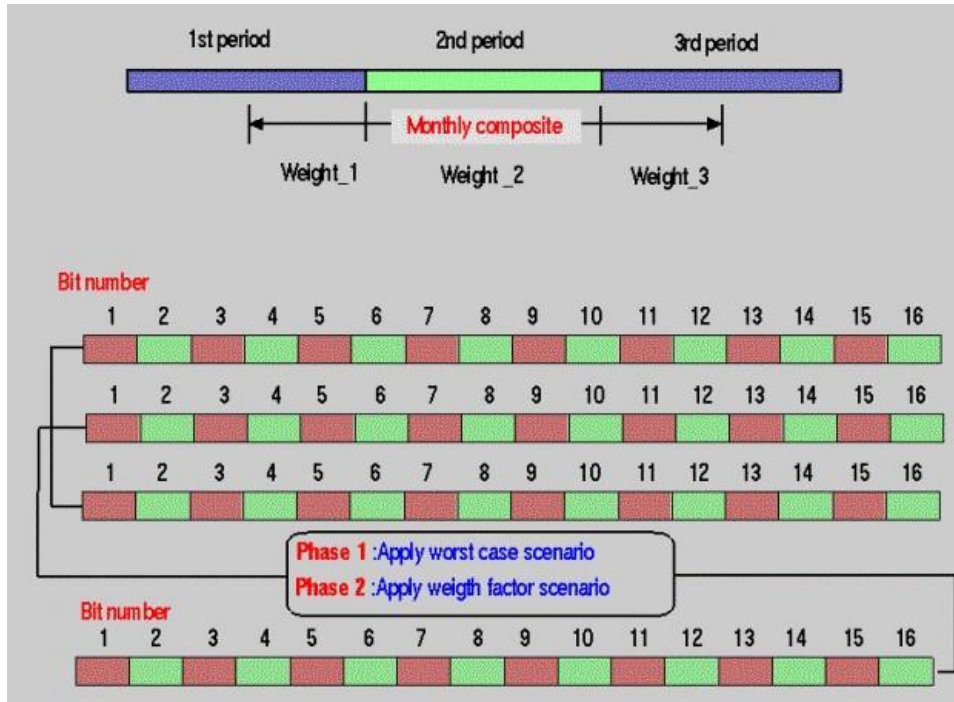 1st period 2nd period 3rd period
Monthly composite
Weight_1 Weight _2 Weight_3
Bit number
1 2 3 4 5 6 7 8 9 10 11 12 13 14 15 16
1 2 3 4 5 6 7 8 9 10 11 12 13 14 15 16
1 2 3 4 5 6 7 8 9 10 11 12 13 14 15 16
Phase 1 :Apply worst case scenario
Phase 2 :Apply weigth factor scenario
Bit number
1 2 3 4 5 6 7 8 9 10 11 12 13 14 15 16